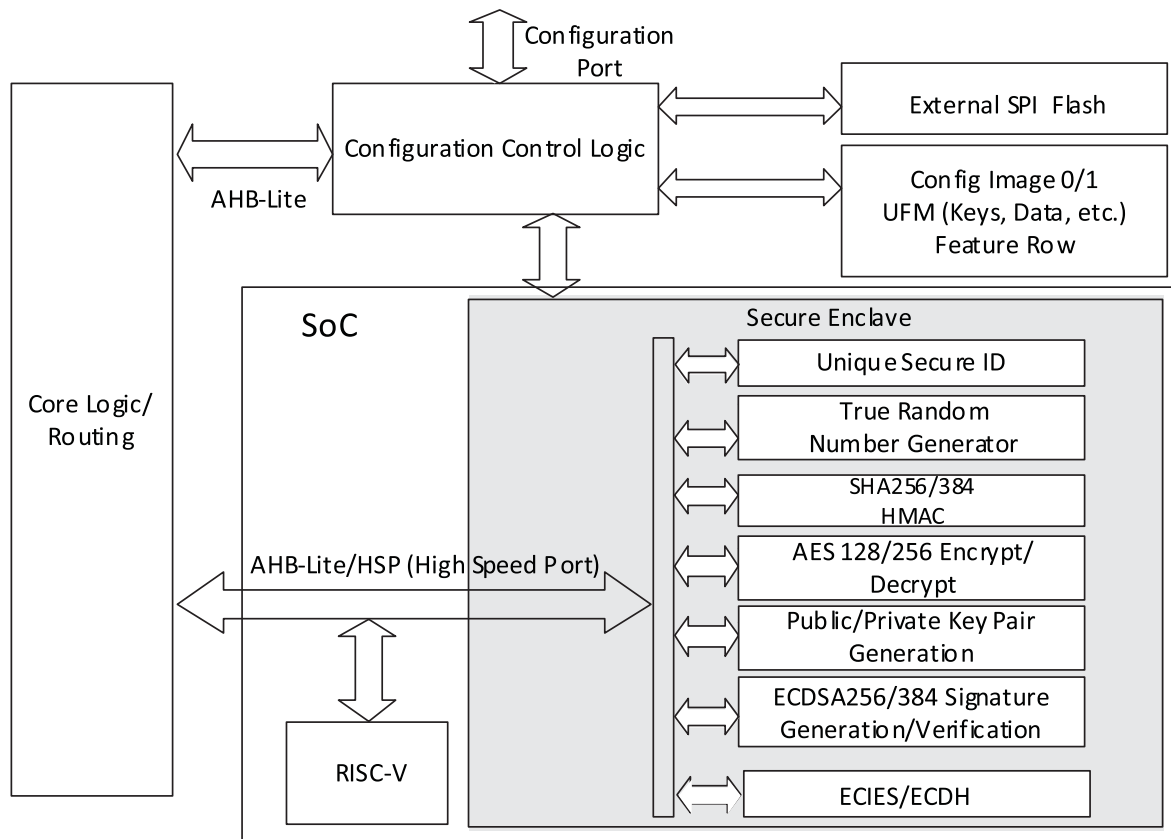 Configuration
Port
External SPI Flash
Configuration Control Logic
AHB-Lite
Config Image 0/1
UFM (Keys, Data, etc.)
Feature Row
SoC
Secure Enclave
Unique Secure ID
Core Logic/
Routing
True Random
Number Generator
SHA256/384
HMAC
AES 128/256 Encrypt/
Decrypt
AHB-Lite/HSP (High Speed Port)
Public/Private Key Pair
Generation
ECDSA256/384 Signature
Generation/Verification
RISC-V
ECIES/ECDH